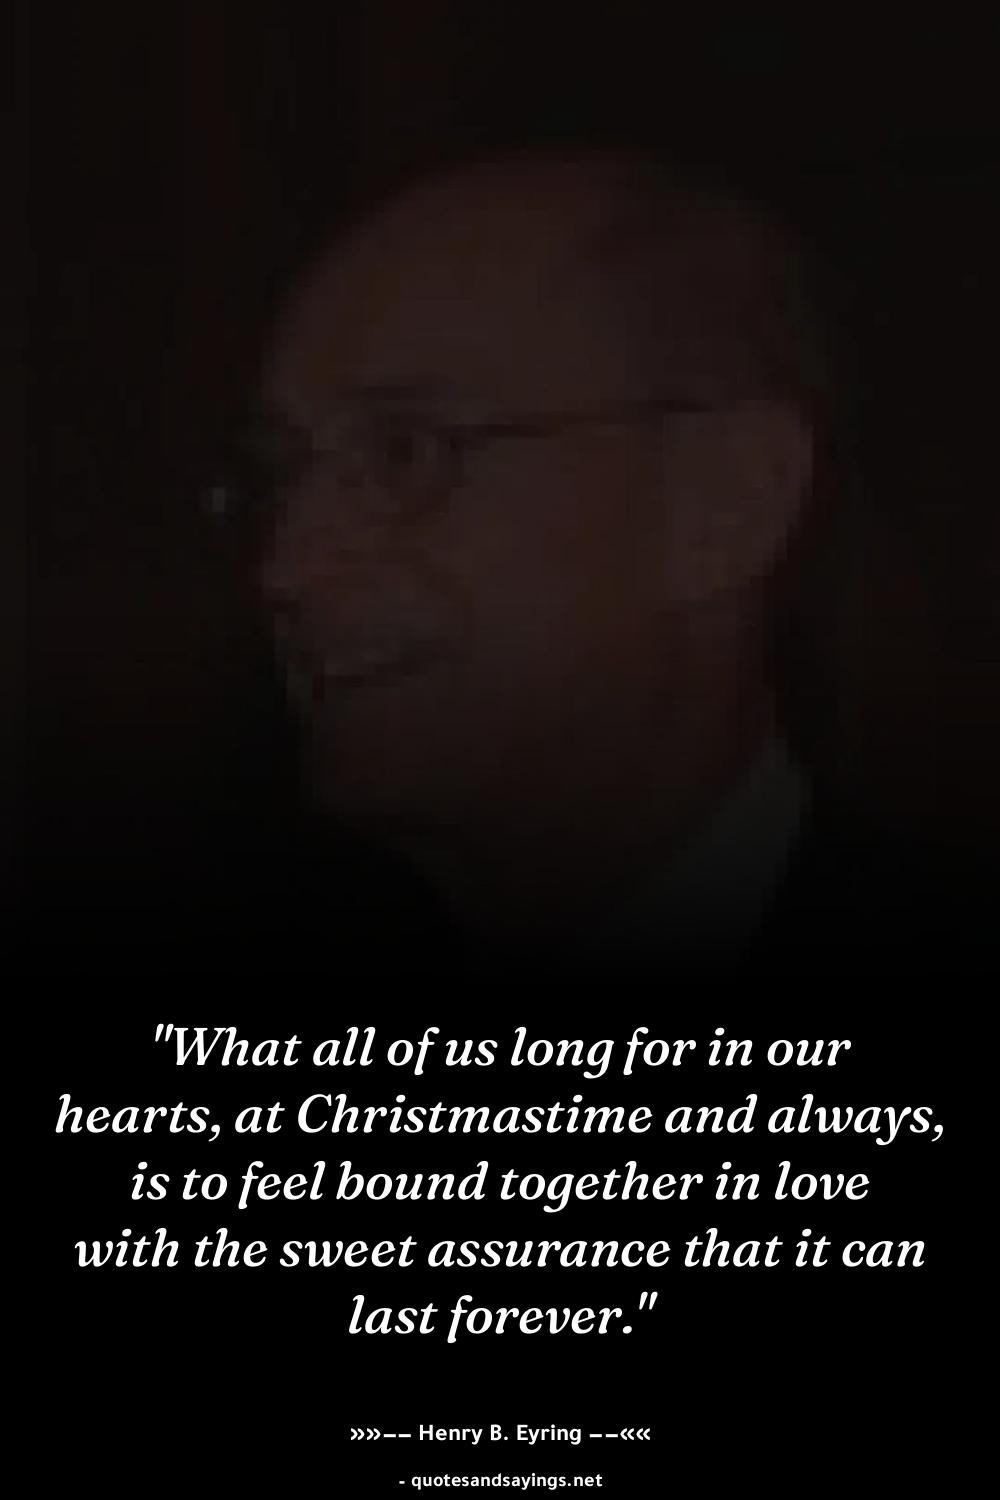 "What all of us long for in our
hearts, at Christmastime and always,
is to feel bound together in love
with the sweet assurance that it can
last forever."
»»–– Henry B. Eyring ––««
- quotesandsayings.net